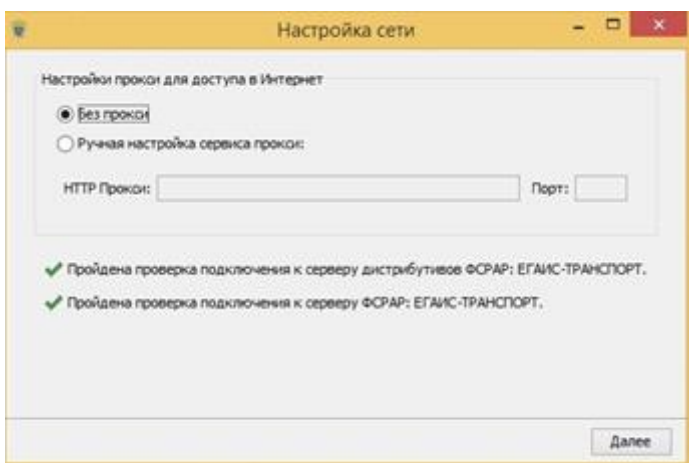 Настройка сети
Настройки прокси для доступа в Интернет
Без прокси
Ручная настройка сервиса прокси:
HTTP Прокси: Порт:
Пройдена проверка подключения к серверу дистрибутивов ФСРАР: ЕГАИС-ТРАНСПОРТ.
Пройдена проверка подключения к серверу ФСРАР: ЕГАИС-ТРАНСПОРТ.
Далее